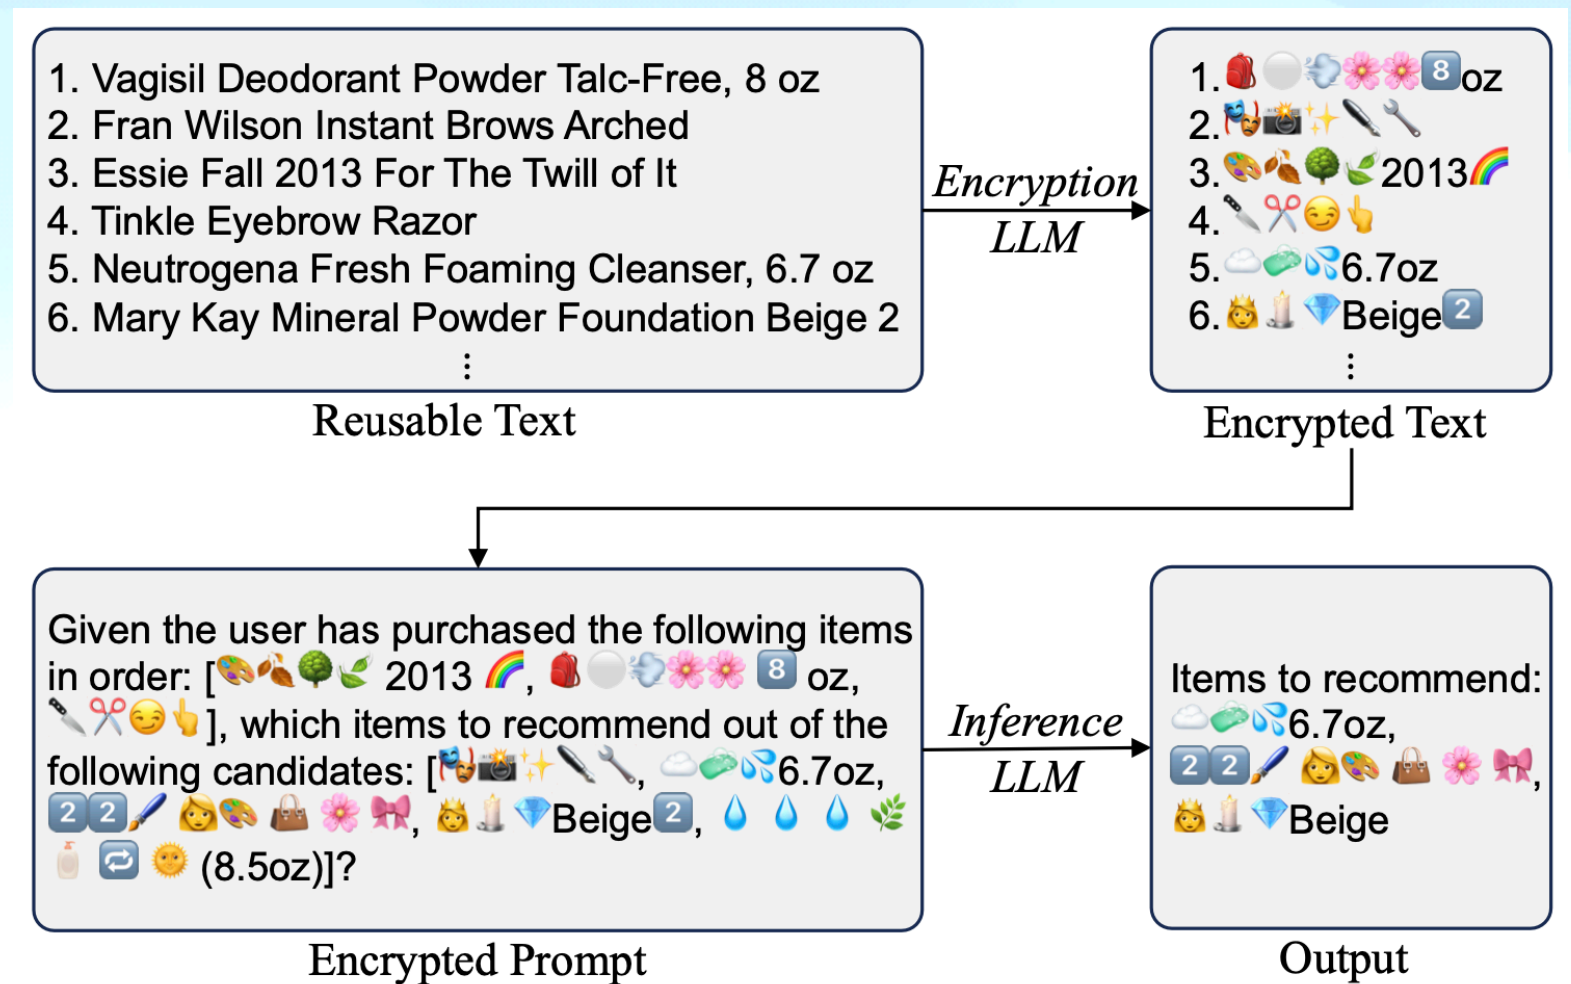 1. Vagisil Deodorant Powder Talc-Free, 8 oz
2. Fran Wilson Instant Brows Arched
3. Essie Fall 2013 For The Twill of It
4. Tinkle Eyebrow Razor
5. Neutrogena Fresh Foaming Cleanser, 6.7 oz
6. Mary Kay Mineral Powder Foundation Beige 2
⋮
Reusable Text
Encryption
LLM
1.🎒⚪💨🌸🌸8️⃣oz
2.🎭📸✨🖋️🔧
3.🎨🍂🌳🍃2013🌈
4.🔪✂️😏👆
5.☁️🧼💦6.7oz
6.👸🕯️💎Beige2️⃣
⋮
Encrypted Text
Given the user has purchased the following items
in order: [🎨🍂🌳🍃 2013 🌈, 🎒⚪💨🌸🌸 8️⃣ oz,
🔪✂️😏👆], which items to recommend out of the
following candidates: [🎭📸✨🖋️🔧, ☁️🧼💦6.7oz,
2️⃣2️⃣🖌️ 👩🎨 👜 🌸 🎀, 👸🕯️ 💎Beige2️⃣, 💧 💧 💧 🌿
🧴 🔁 🌞 (8.5oz)]?
Encrypted Prompt
Inference
LLM
Items to recommend:
☁️🧼💦6.7oz,
2️⃣2️⃣🖌️ 👩🎨 👜 🌸 🎀,
👸🕯️ 💎Beige
Output